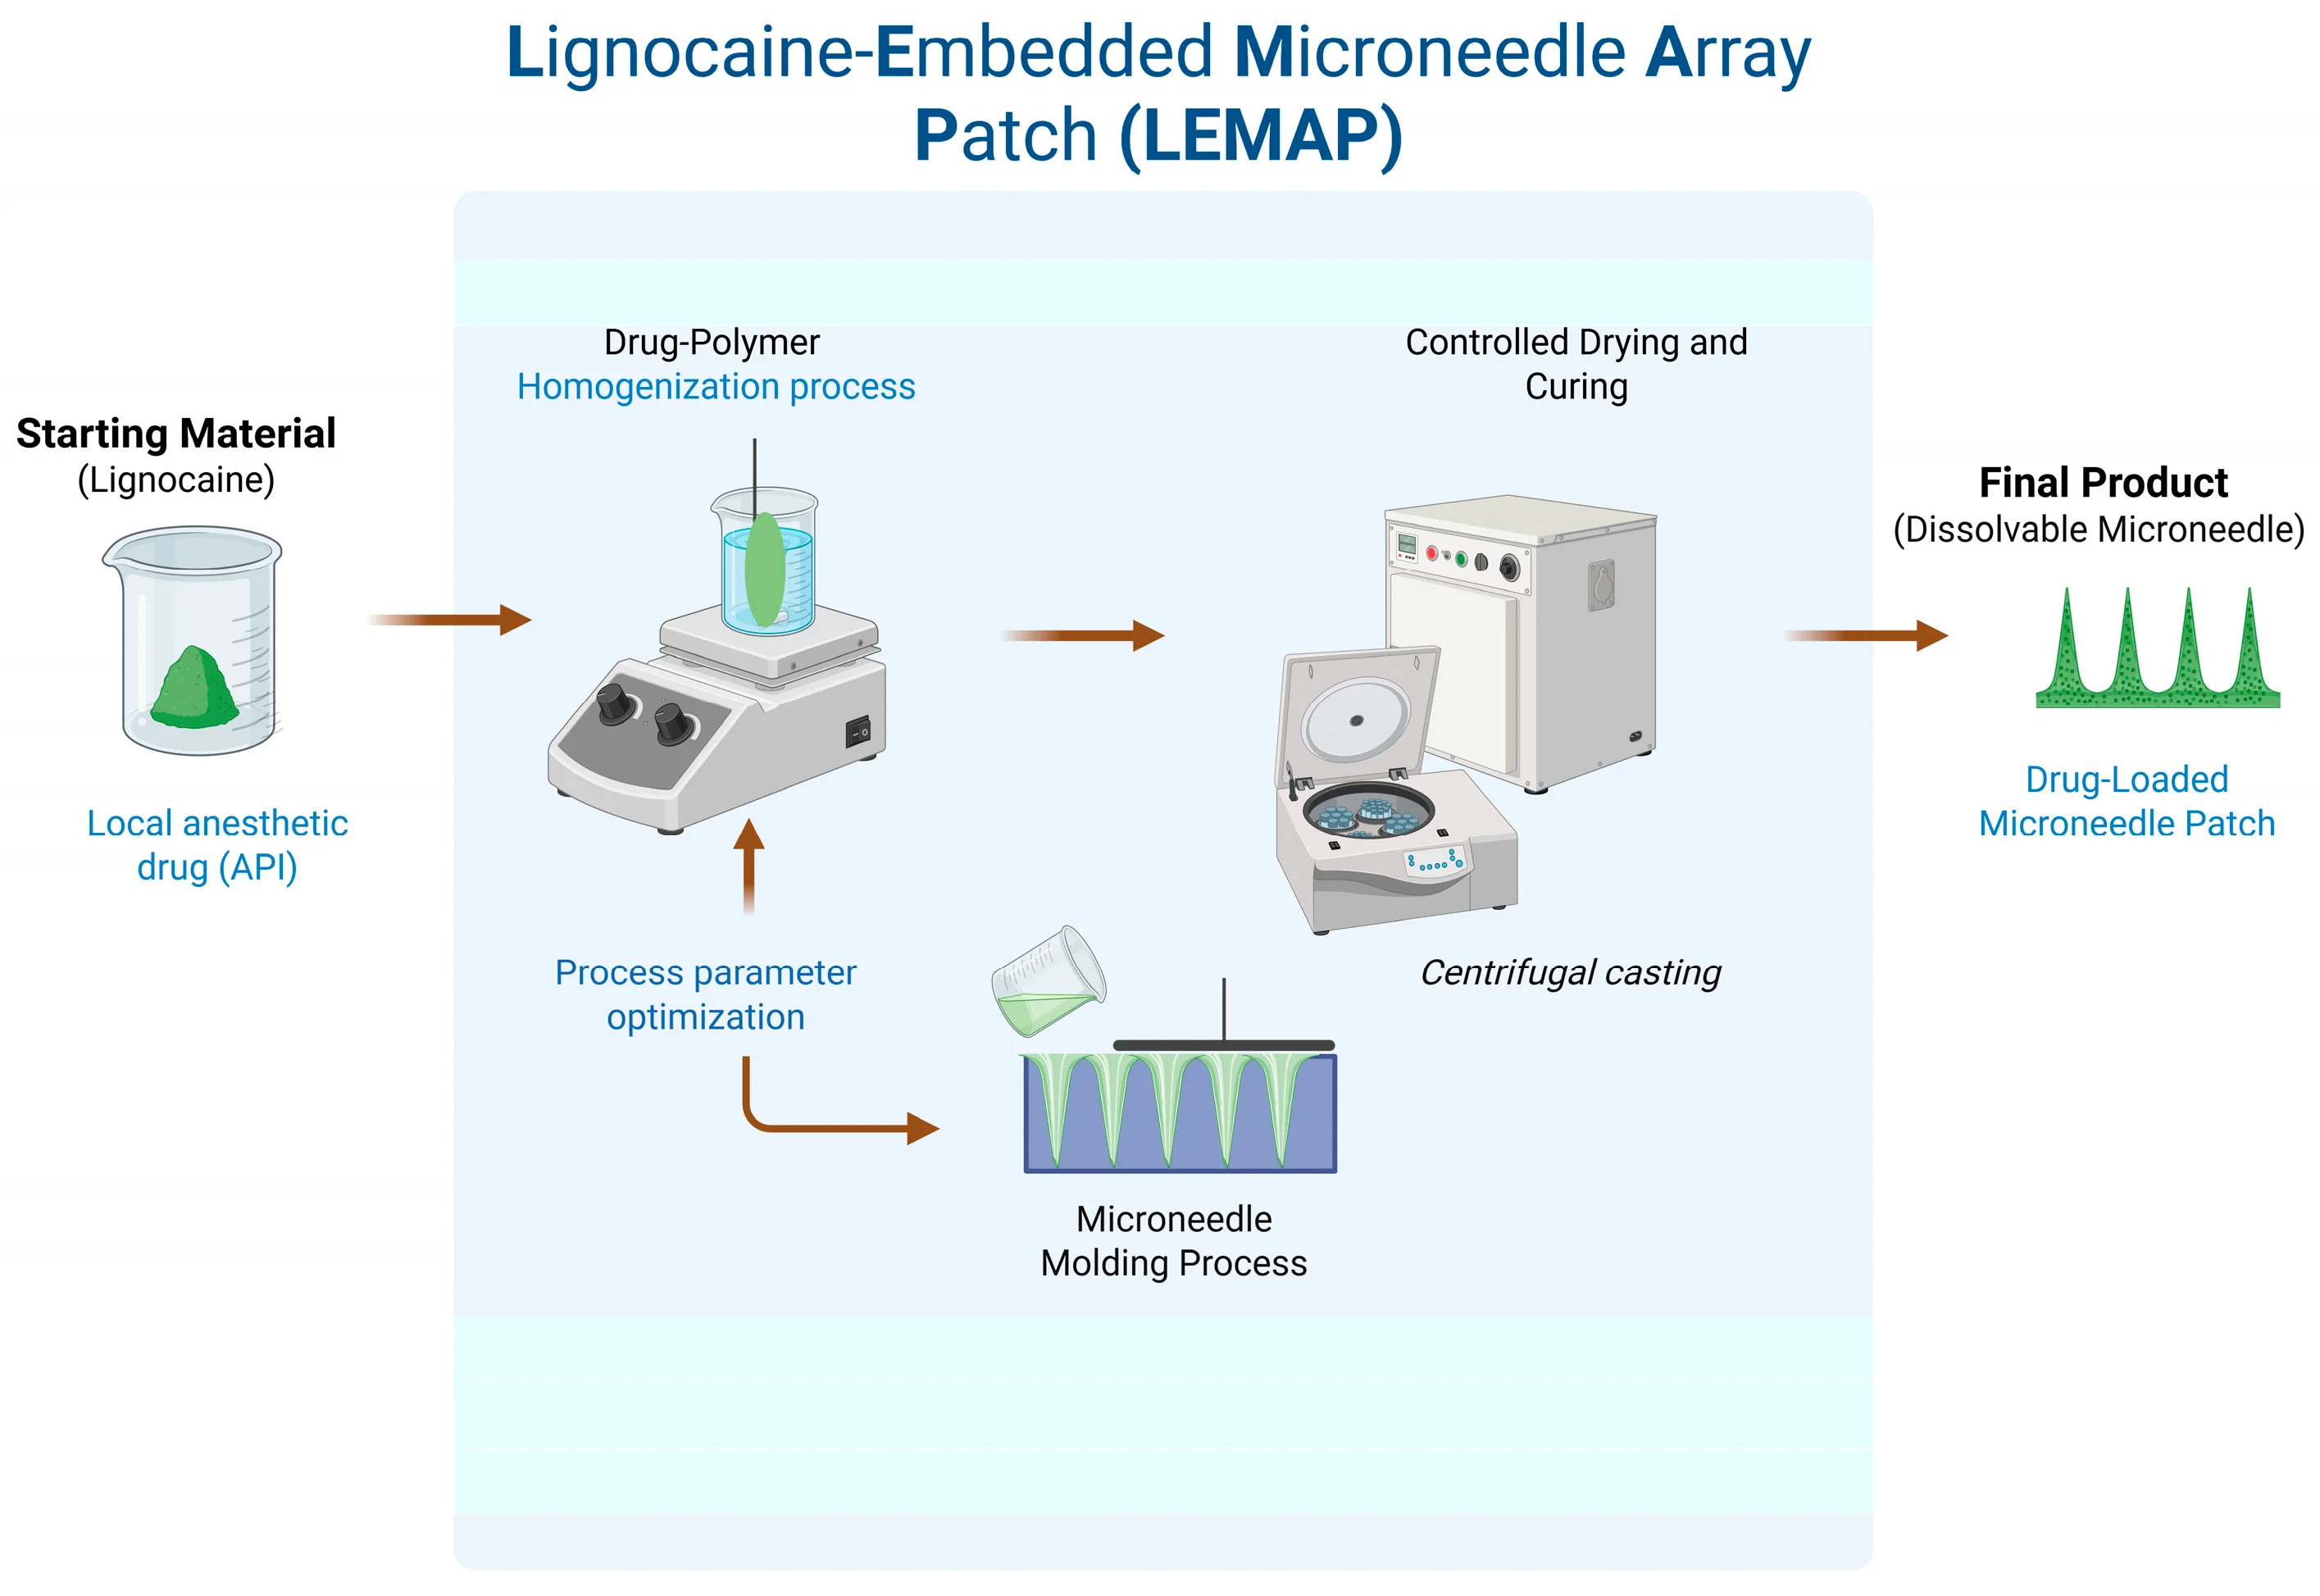 Lignocaine-Embedded Microneedle Array
Patch (LEMAP)
Starting Material
(Lignocaine)
Local anesthetic
drug (API)
Drug-Polymer
Homogenization process
Process parameter
optimization
Microneedle
Molding Process
Controlled Drying and
Curing
Centrifugal casting
Final Product
(Dissolvable Microneedle)
Drug-Loaded
Microneedle Patch